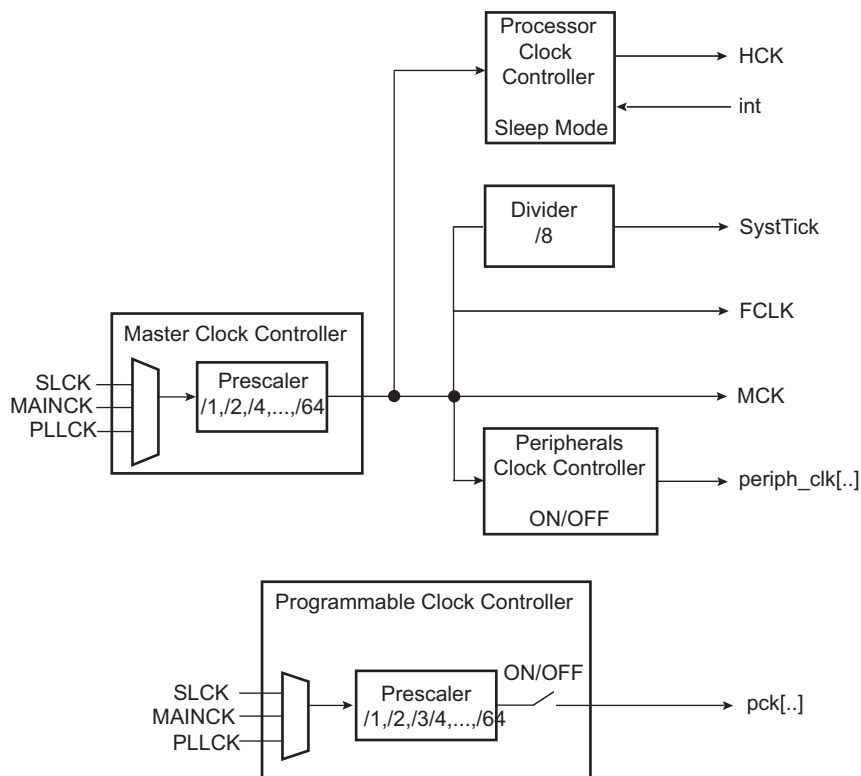 Processor
Clock
Controller
Sleep Mode
HCK
int
Divider
/8
SystTick
FCLK
Master Clock Controller
SLCK
MAINCK
PLLCK
Prescaler
/1,/2,/4,...,/64
MCK
Peripherals
Clock Controller
ON/OFF
periph_clk[..]
Programmable Clock Controller
SLCK
MAINCK
PLLCK
Prescaler
/1,/2,/3/4,...,/64
ON/OFF
pck[..]